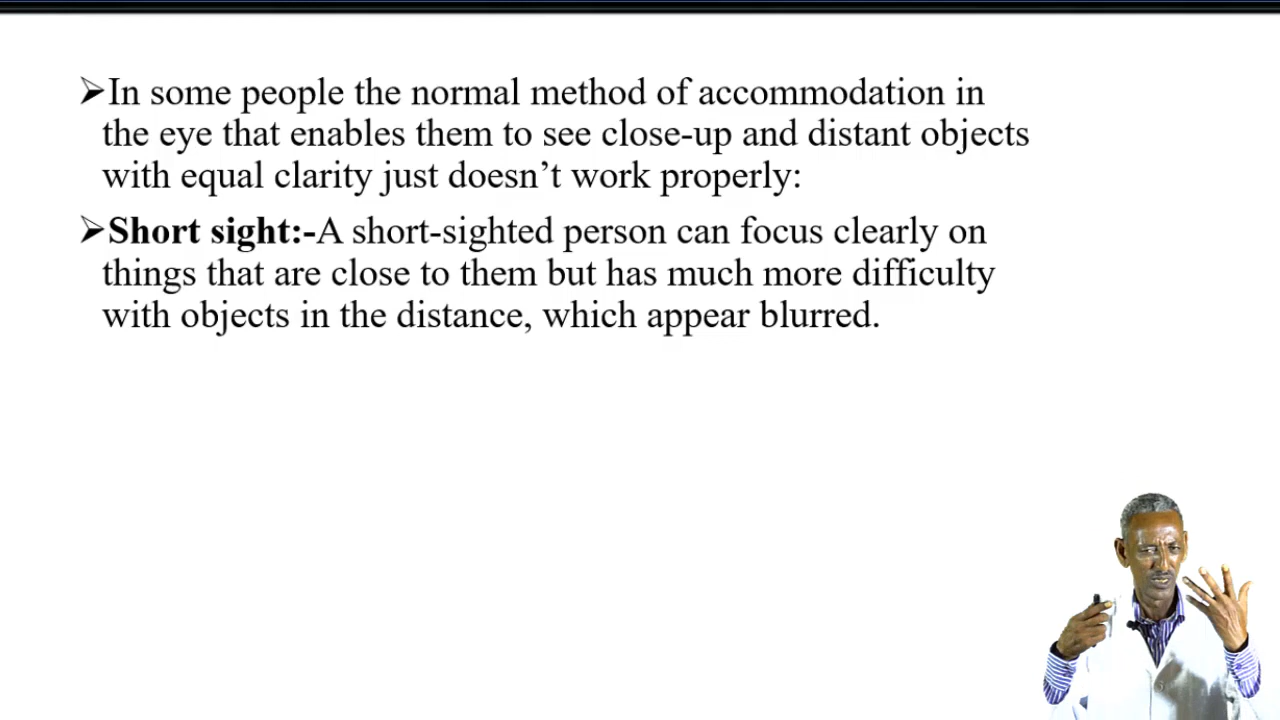 ➢In some people the normal method of accommodation in
the eye that enables them to see close-up and distant objects
with equal clarity just doesn’t work properly:
➢Short sight:-A short-sighted person can focus clearly on
things that are close to them but has much more difficulty
with objects in the distance, which appear blurred.